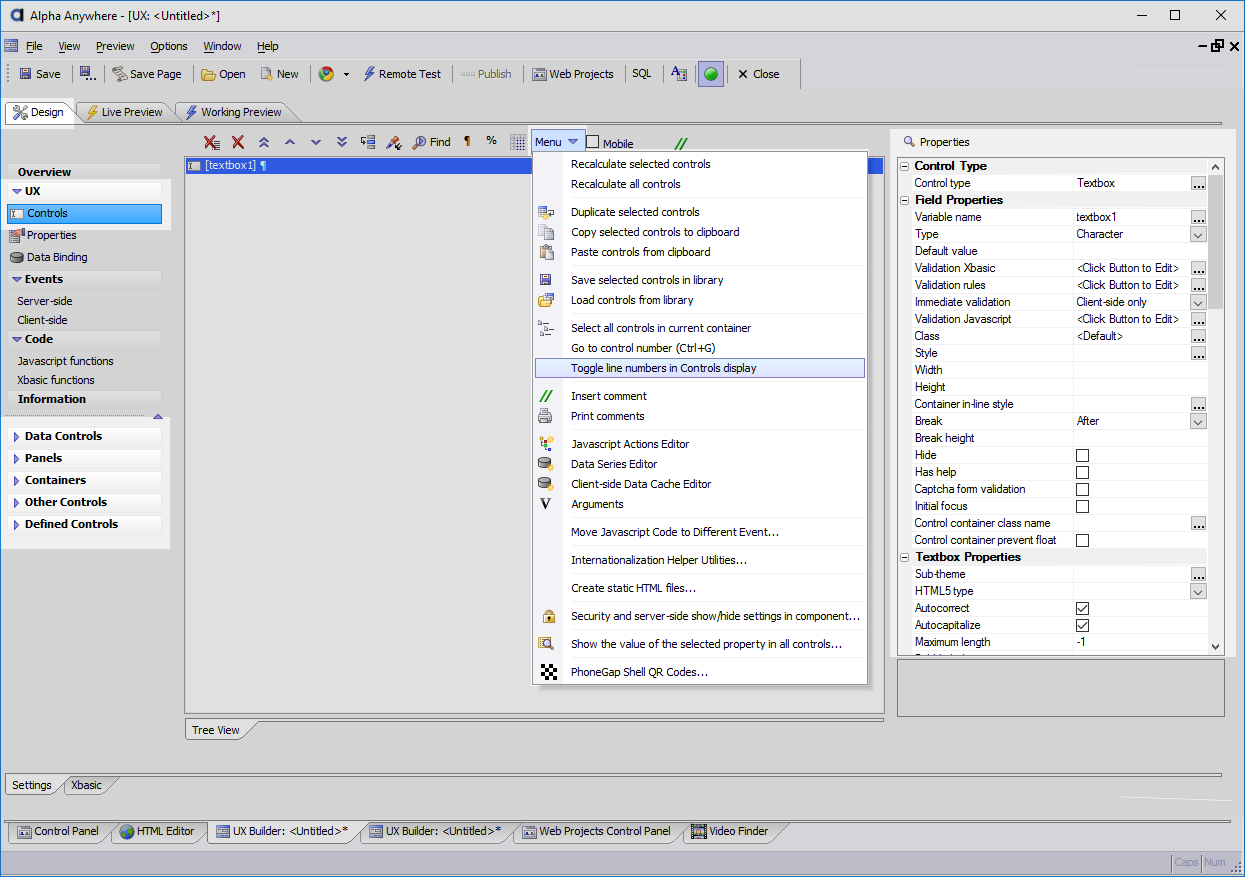 Alpha Anywhere - [UX: <Untitled>*]
File View Preview Options Window Help
Save Save Page Open New Remote Test Publish Web Projects SQL Close
Design Live Preview Working Preview
Find ¶ % Menu Mobile
Properties
Overview
UX
Controls
Properties
Data Binding
Events
Server-side
Client-side
Code
Javascript functions
Xbasic functions
Information
Data Controls
Panels
Containers
Other Controls
Defined Controls
[textbox1] ¶
Recalculate selected controls
Recalculate all controls
Duplicate selected controls
Copy selected controls to clipboard
Paste controls from clipboard
Save selected controls in library
Load controls from library
Select all controls in current container
Go to control number (Ctrl+G)
Toggle line numbers in Controls display
Insert comment
Print comments
Javascript Actions Editor
Data Series Editor
Client-side Data Cache Editor
V Arguments
Move Javascript Code to Different Event...
Internationalization Helper Utilities...
Create static HTML files...
Security and server-side show/hide settings in component...
Show the value of the selected property in all controls...
PhoneGap Shell QR Codes...
Control Type
Control type Textbox ...
Field Properties
Variable name textbox1 ...
Type Character
Default value
Validation Xbasic <Click Button to Edit> ...
Validation rules <Click Button to Edit> ...
Immediate validation Client-side only
Validation Javascript <Click Button to Edit> ...
Class <Default> ...
Style ...
Width
Height
Container in-line style ...
Break After
Break height
Hide
Has help
Captcha form validation
Initial focus
Control container class name ...
Control container prevent float
Textbox Properties
Sub-theme ...
HTML5 type
Autocorrect
Autocapitalize
Maximum length -1
Tree View
Settings Xbasic
Control Panel HTML Editor UX Builder: <Untitled>* UX Builder: <Untitled>* Web Projects Control Panel Video Finder
Caps Num